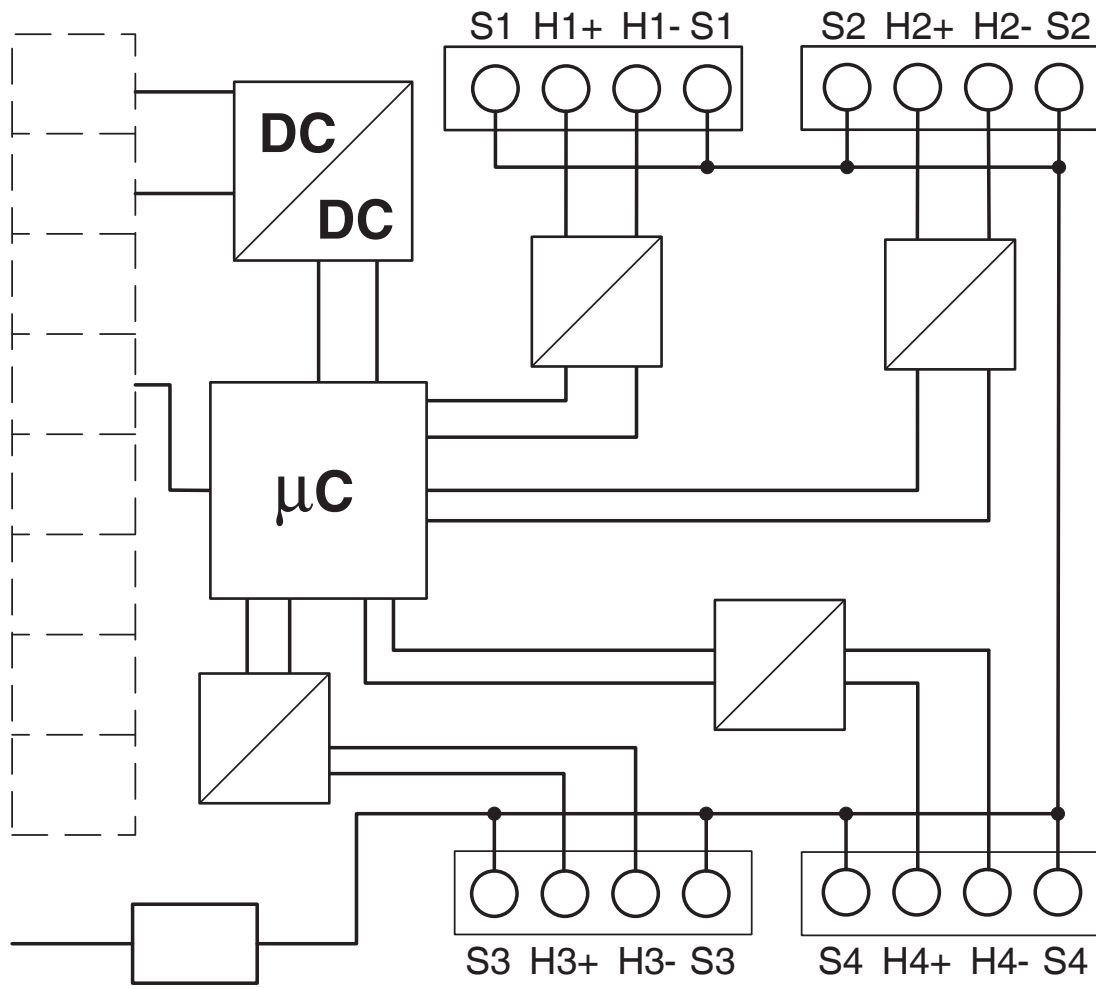 S1 H1+ H1- S1 S2 H2+ H2- S2
DC
DC
μC
S3 H3+ H3- S3 S4 H4+ H4- S4